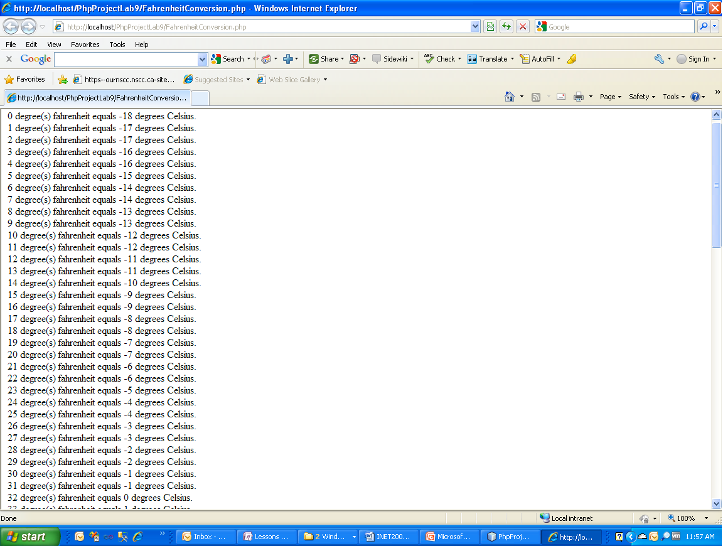 http://localhost/PhpProjectLab9/FahrenheitConversion.php - Windows Internet Explorer
http://localhost/PhpProjectLab9/FahrenheitConversion.php Google
File Edit View Favorites Tools Help
x Google Search Share Sidewiki Check Translate AutoFill Sign In
Favorites https--ournscc.nscc.ca-site... Suggested Sites Web Slice Gallery
http://localhost/PhpProjectLab9/FahrenheitConversio... Page Safety Tools
0 degree(s) fahrenheit equals -18 degrees Celsius.
1 degree(s) fahrenheit equals -17 degrees Celsius.
2 degree(s) fahrenheit equals -17 degrees Celsius.
3 degree(s) fahrenheit equals -16 degrees Celsius.
4 degree(s) fahrenheit equals -16 degrees Celsius.
5 degree(s) fahrenheit equals -15 degrees Celsius.
6 degree(s) fahrenheit equals -14 degrees Celsius.
7 degree(s) fahrenheit equals -14 degrees Celsius.
8 degree(s) fahrenheit equals -13 degrees Celsius.
9 degree(s) fahrenheit equals -13 degrees Celsius.
10 degree(s) fahrenheit equals -12 degrees Celsius.
11 degree(s) fahrenheit equals -12 degrees Celsius.
12 degree(s) fahrenheit equals -11 degrees Celsius.
13 degree(s) fahrenheit equals -11 degrees Celsius.
14 degree(s) fahrenheit equals -10 degrees Celsius.
15 degree(s) fahrenheit equals -9 degrees Celsius.
16 degree(s) fahrenheit equals -9 degrees Celsius.
17 degree(s) fahrenheit equals -8 degrees Celsius.
18 degree(s) fahrenheit equals -8 degrees Celsius.
19 degree(s) fahrenheit equals -7 degrees Celsius.
20 degree(s) fahrenheit equals -7 degrees Celsius.
21 degree(s) fahrenheit equals -6 degrees Celsius.
22 degree(s) fahrenheit equals -6 degrees Celsius.
23 degree(s) fahrenheit equals -5 degrees Celsius.
24 degree(s) fahrenheit equals -4 degrees Celsius.
25 degree(s) fahrenheit equals -4 degrees Celsius.
26 degree(s) fahrenheit equals -3 degrees Celsius.
27 degree(s) fahrenheit equals -3 degrees Celsius.
28 degree(s) fahrenheit equals -2 degrees Celsius.
29 degree(s) fahrenheit equals -2 degrees Celsius.
30 degree(s) fahrenheit equals -1 degrees Celsius.
31 degree(s) fahrenheit equals -1 degrees Celsius.
32 degree(s) fahrenheit equals 0 degrees Celsius.
Done Local intranet 100%
start Inbox - ... Lessons 2 Wind... INET200... Microsof... PhpProj... http://lo... 11:57 AM